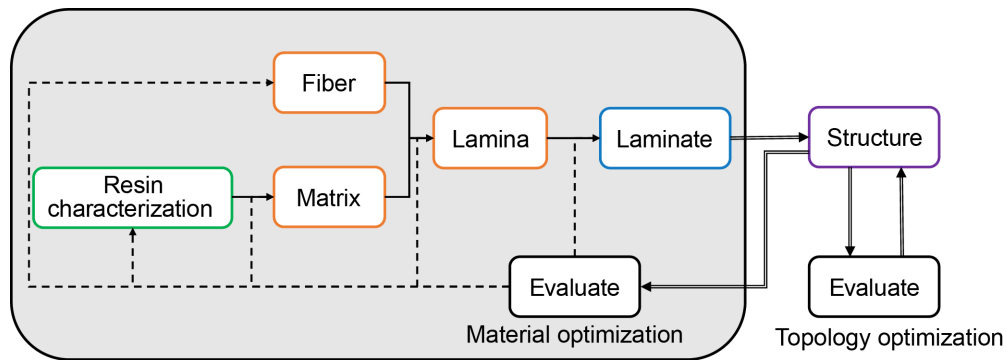 Fiber
Lamina
Laminate
Structure
Resin
characterization
Matrix
Evaluate
Evaluate
Material optimization
Topology optimization